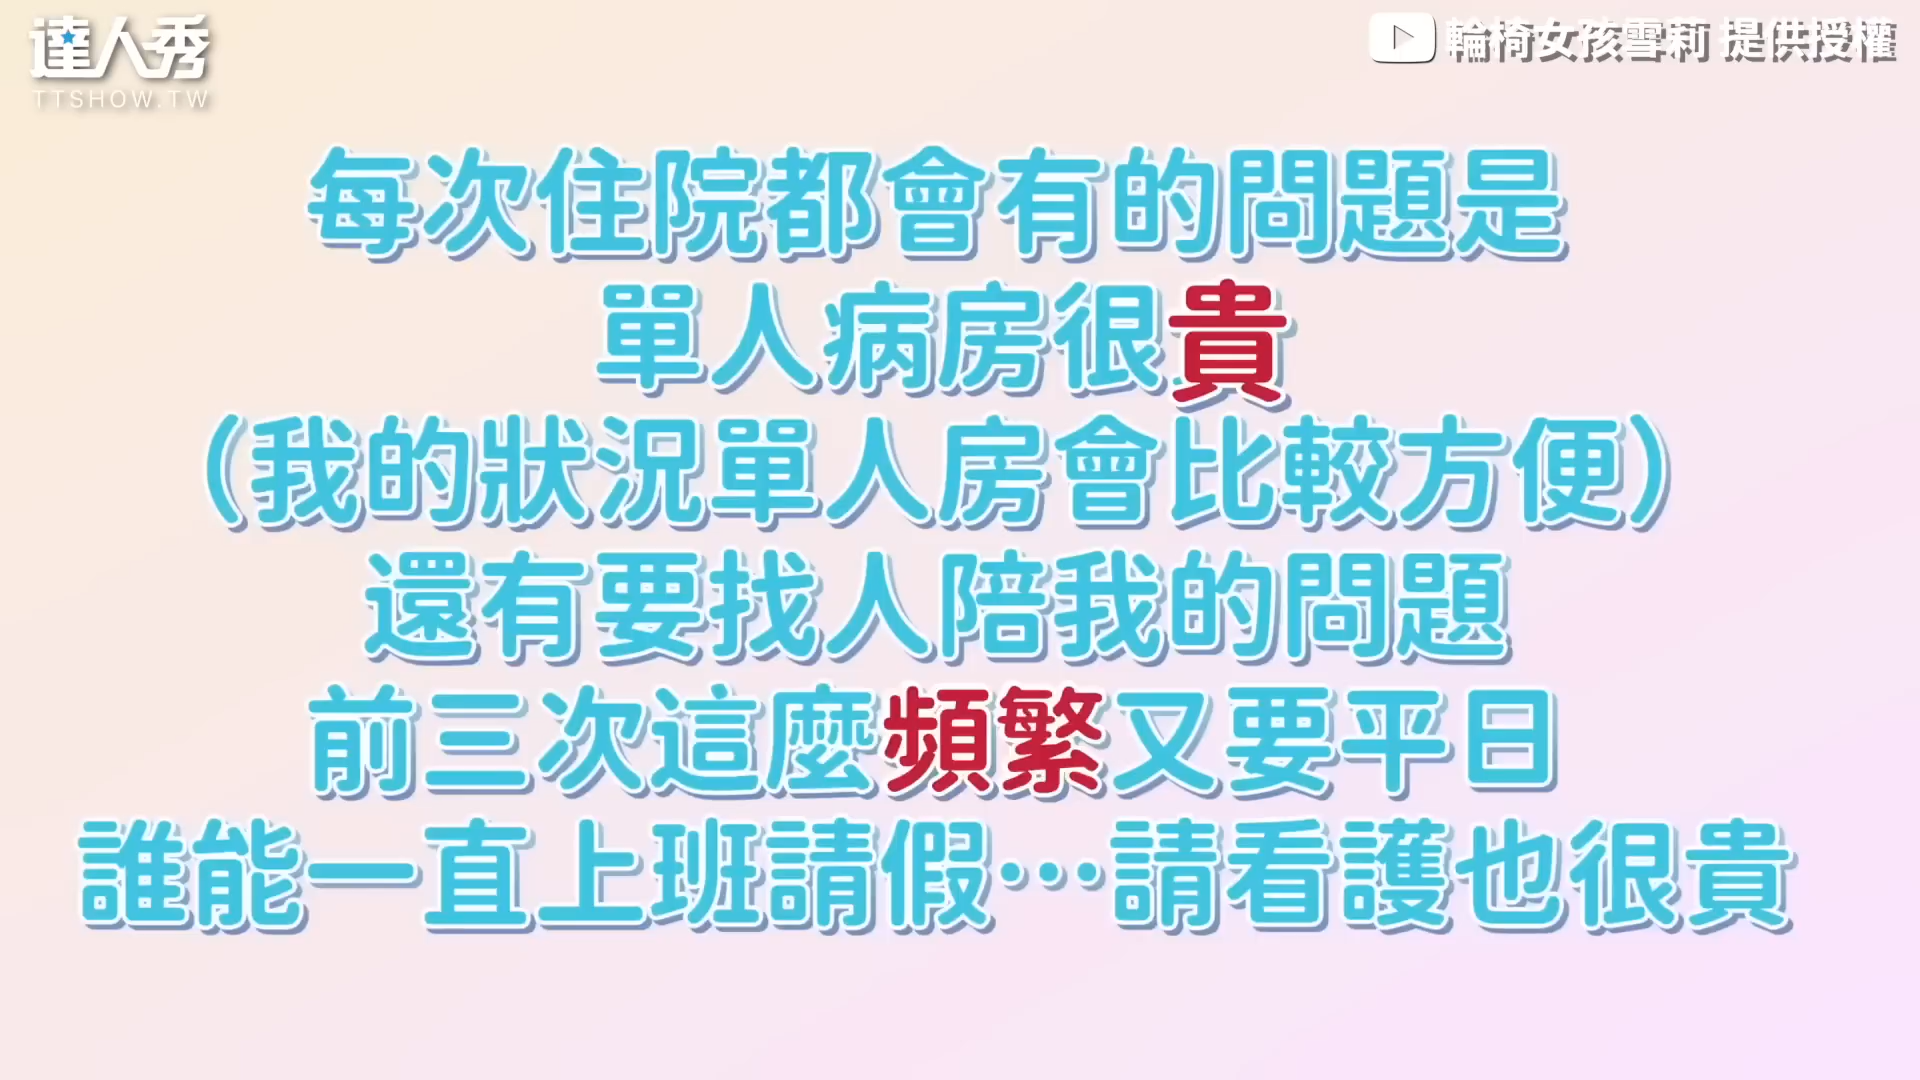 達人秀
TTSHOW.TW
輪椅女孩雪莉 提供授權
每次住院都會有的問題是
單人病房很貴
（我的狀況單人房會比較方便）
還有要找人陪我的問題
前三次這麼頻繁又要平日
誰能一直上班請假…請看護也很貴